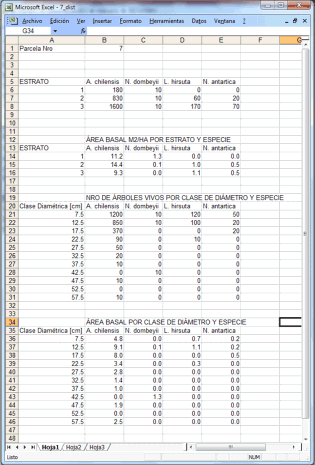 Microsoft Excel - 7_dist
Archivo Edición Ver Insertar Formato Herramientas Datos Ventana ?
G34 fx
A B C D E F G
1 Parcela Nro 7
2
3
4
5 ESTRATO A. chilensis N. dombeyii L. hirsuta N. antartica
6 1 180 10 0 0
7 2 830 10 60 20
8 3 1600 10 170 70
9
10
11
12 ÁREA BASAL M2/HA POR ESTRATO Y ESPECIE
13 ESTRATO A. chilensis N. dombeyii L. hirsuta N. antartica
14 1 11.2 1.3 0.0 0.0
15 2 14.4 0.1 1.0 0.5
16 3 9.3 0.0 1.1 0.5
17
18
19 NRO DE ÁRBOLES VIVOS POR CLASE DE DIÁMETRO Y ESPECIE
20 Clase Diamétrica [cm] A. chilensis N. dombeyii L. hirsuta N. antartica
21 7.5 1200 10 120 50
22 12.5 850 10 100 20
23 17.5 370 0 0 20
24 22.5 90 0 10 0
25 27.5 50 0 0 0
26 32.5 20 0 0 0
27 37.5 10 0 0 0
28 42.5 0 10 0 0
29 47.5 10 0 0 0
30 52.5 0 0 0 0
31 57.5 10 0 0 0
32
33
34 ÁREA BASAL POR CLASE DE DIÁMETRO Y ESPECIE
35 Clase Diamétrica [cm] A. chilensis N. dombeyii L. hirsuta N. antartica
36 7.5 4.8 0.0 0.7 0.2
37 12.5 9.1 0.1 1.1 0.2
38 17.5 8.0 0.0 0.0 0.5
39 22.5 3.4 0.0 0.3 0.0
40 27.5 2.8 0.0 0.0 0.0
41 32.5 1.4 0.0 0.0 0.0
42 37.5 1.0 0.0 0.0 0.0
43 42.5 0.0 1.3 0.0 0.0
44 47.5 1.9 0.0 0.0 0.0
45 52.5 0.0 0.0 0.0 0.0
46 57.5 2.5 0.0 0.0 0.0
47
48
Hoja1 Hoja2 Hoja3
Listo NUM